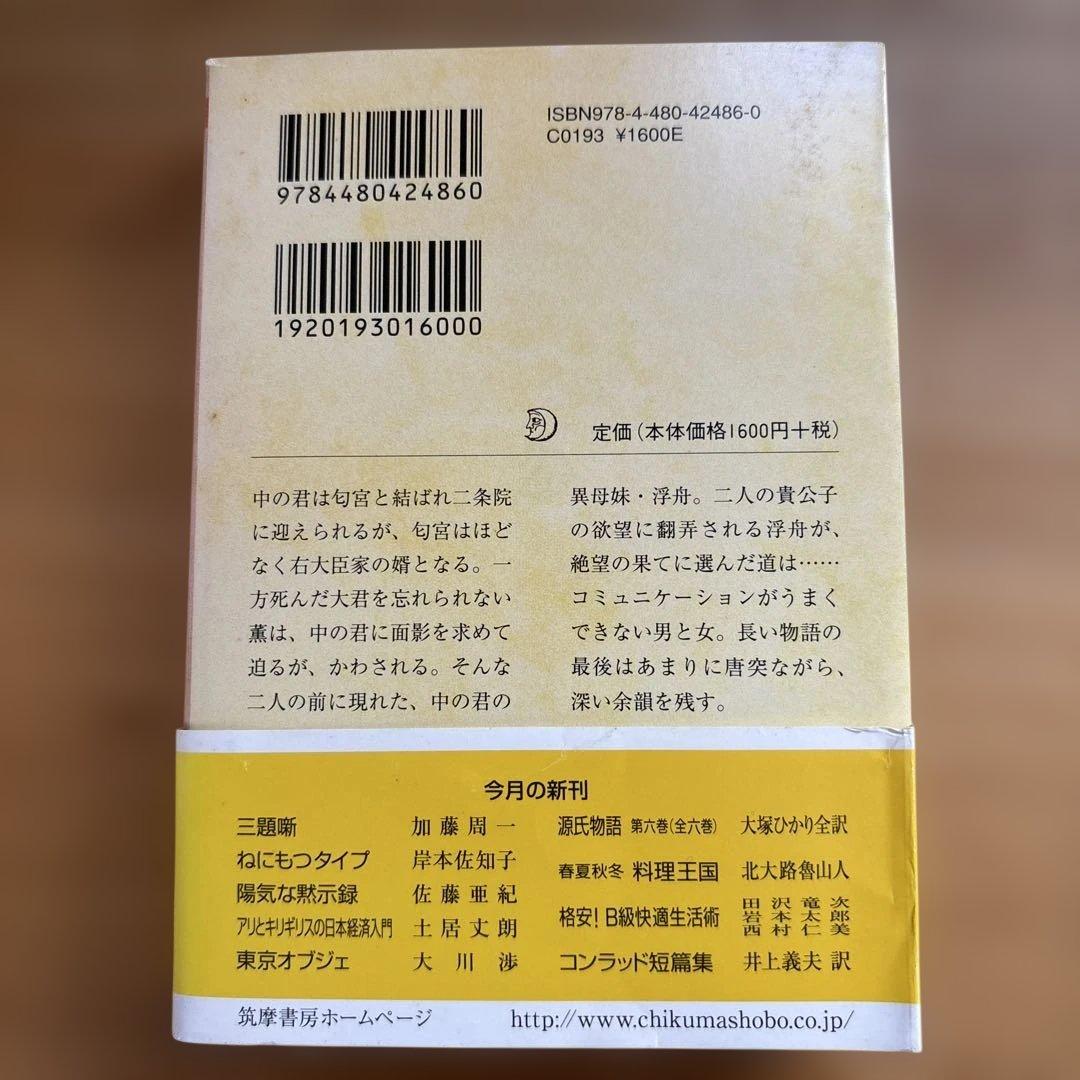 ISBN978-4-480-42486-0
C0193 ¥1600E
9784480424860
1920193016000
定価(本体価格1600円+税)
中の君は匂宮と結ばれ二条院
に迎えられるが、匂宮はほど
なく右大臣家の婿となる。一
方死んだ大君を忘れられない
薫は、中の君に面影を求めて
迫るが、かわされる。そんな
二人の前に現れた、中の君の
異母妹・浮舟。二人の貴公子
の欲望に翻弄される浮舟が、
絶望の果てに選んだ道は……
コミュニケーションがうまく
できない男と女。長い物語の
最後はあまりに唐突ながら、
深い余韻を残す。
今月の新刊
三題噺 加藤周一
ねにもつタイプ 岸本佐知子
陽気な黙示録 佐藤亜紀
アリとキリギリスの日本経済入門 土居丈朗
東京オブジェ 大川渉
源氏物語 第六巻(全六巻) 大塚ひかり全訳
春夏秋冬 料理王国 北大路魯山人
格安! B級快適生活術 田沢竜次
岩本太郎
西村仁美
コンラッド短篇集 井上義夫 訳
筑摩書房ホームページ http://www.chikumashobo.co.jp/